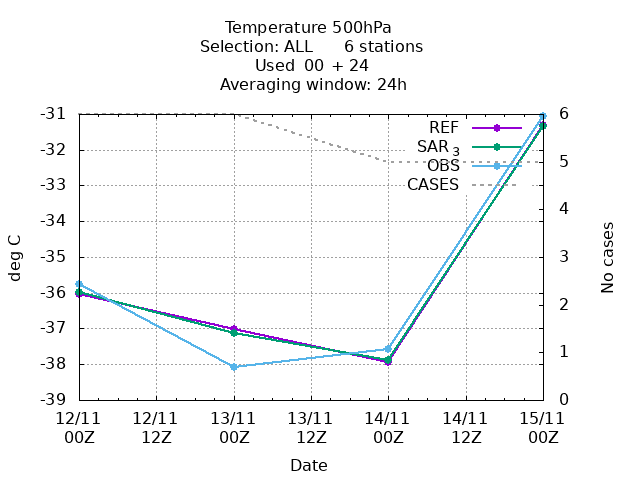 Temperature 500hPa
Selection: ALL 6 stations
Used 00 + 24
Averaging window: 24h
-31
-32
-33
-34
-35
-36
-37
-38
-39
deg C
6
5
4
3
2
1
0
No cases
REF
SAR 3
OBS
CASES
12/11 12/11 13/11 13/11 14/11 14/11 15/11
00Z 12Z 00Z 12Z 00Z 12Z 00Z
Date